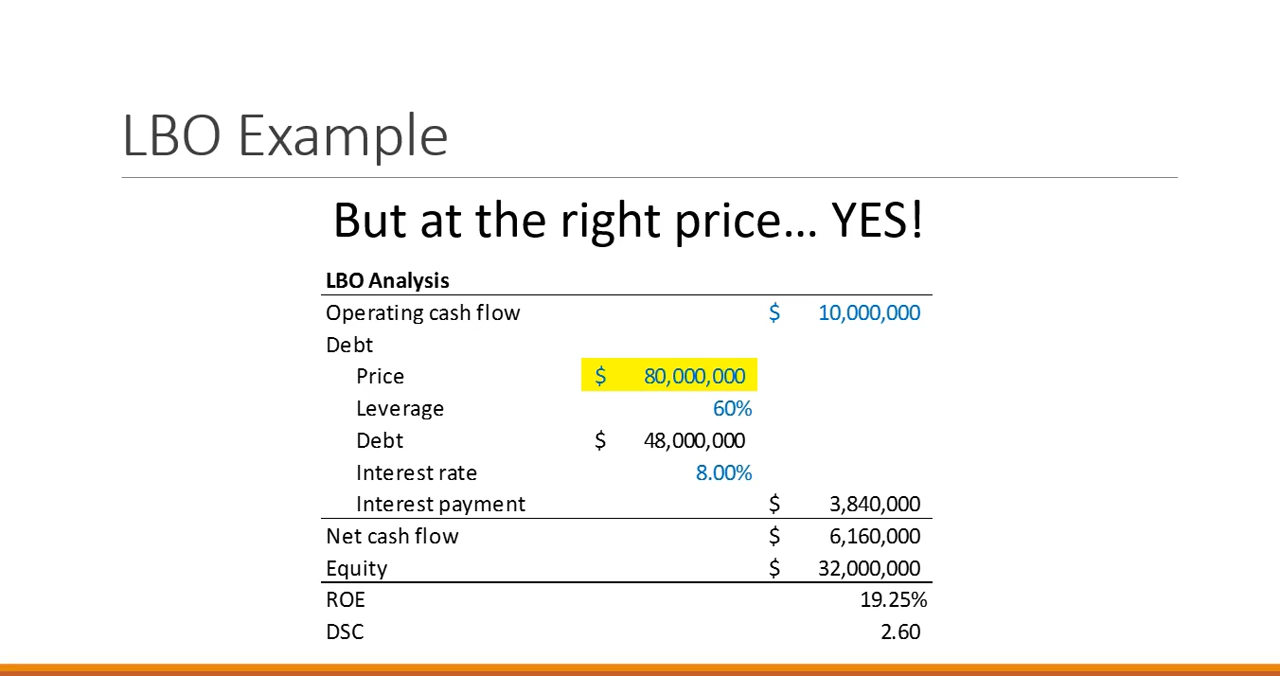 LBO Example
But at the right price... YES!
LBO Analysis
Operating cash flow $ 10,000,000
Debt
Price $ 80,000,000
Leverage 60%
Debt $ 48,000,000
Interest rate 8.00%
Interest payment $ 3,840,000
Net cash flow $ 6,160,000
Equity $ 32,000,000
ROE 19.25%
DSC 2.60